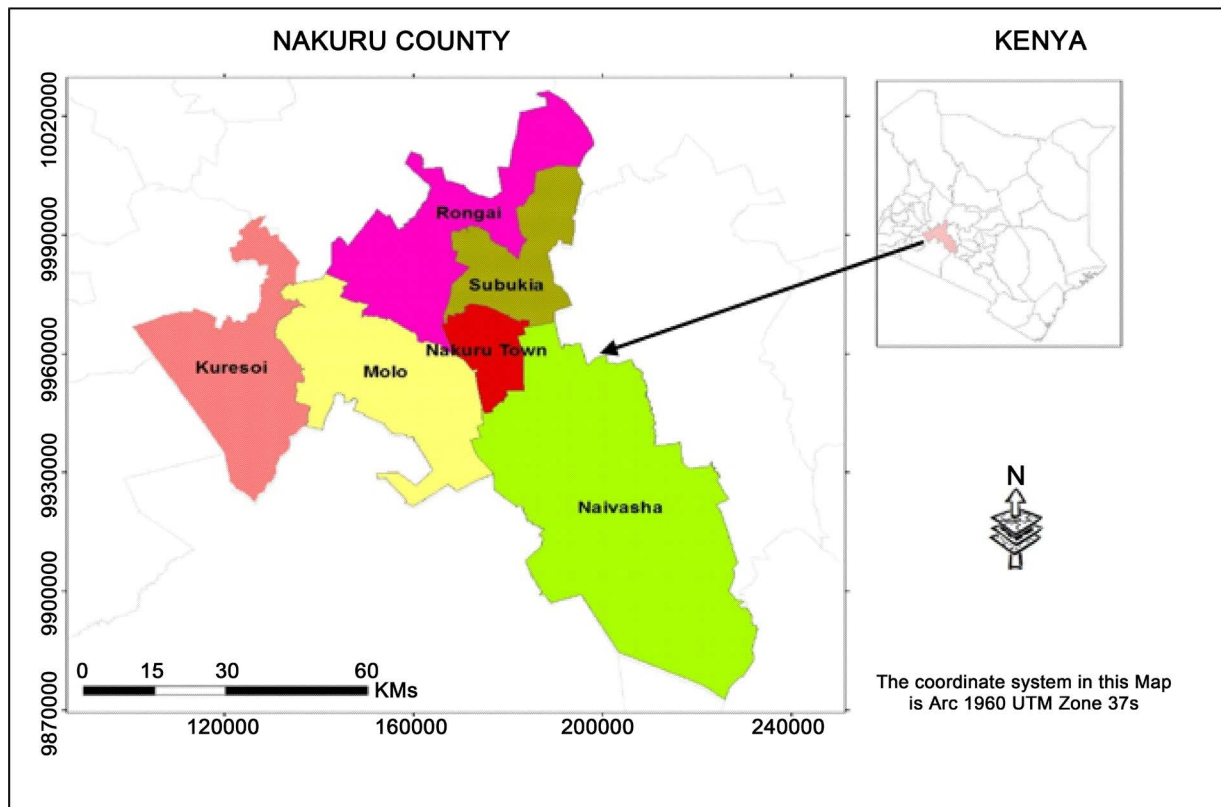 NAKURU COUNTY
KENYA
10020000
9990000
9960000
9930000
9900000
9870000
Rongai
Subukia
Nakuru Town
Kuresoi
Molo
Naivasha
0 15 30 60
KMs
120000 160000 200000 240000
N
The coordinate system in this Map
is Arc 1960 UTM Zone 37s